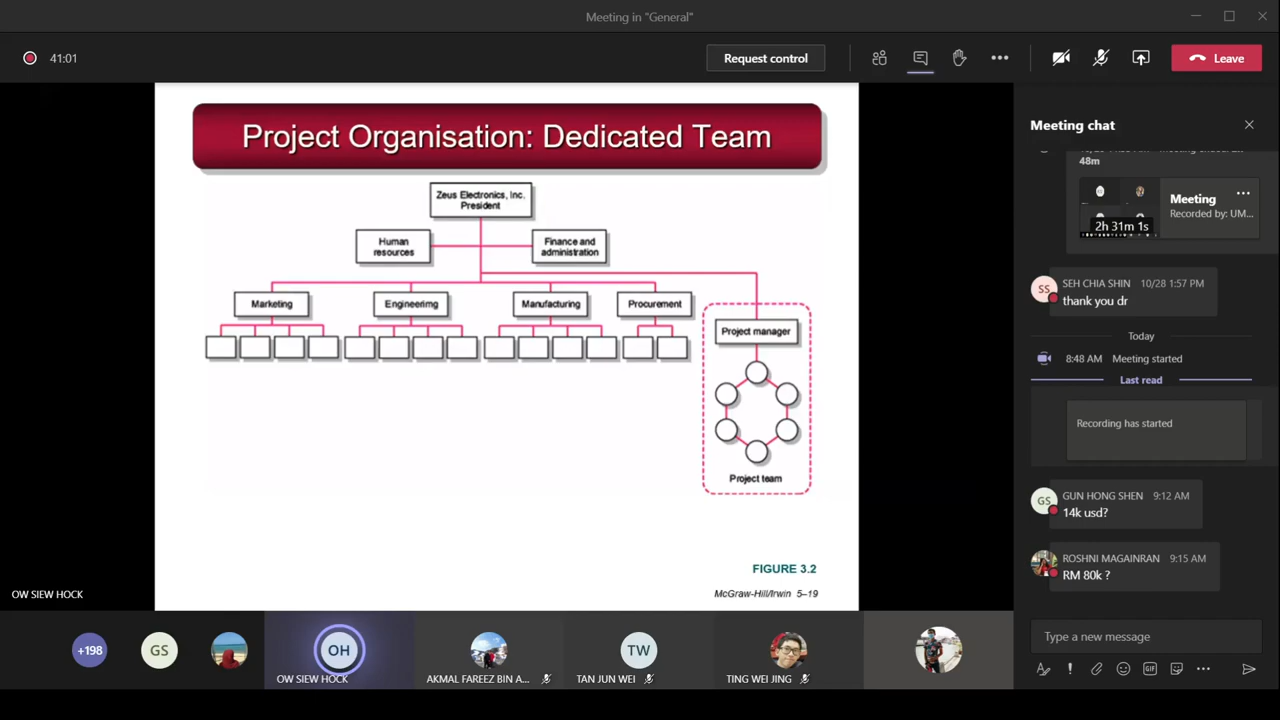 Meeting in "General"
41:01
Request control
Leave
Project Organisation: Dedicated Team
Zeus Electronics, Inc.
President
Human
resources
Finance and
administration
Marketing
Engineering
Manufacturing
Procurement
Project manager
Project team
FIGURE 3.2
McGraw-Hill/Irwin 5–19
OW SIEW HOCK
+198
GS
OH
OW SIEW HOCK
AKMAL FAREEZ BIN A...
TW
TAN JUN WEI
TING WEI JING
Meeting chat
48m
Meeting
Recorded by: UM...
2h 31m 1s
SS
SEH CHIA SHIN 10/28 1:57 PM
thank you dr
Today
8:48 AM Meeting started
Last read
Recording has started
GS
GUN HONG SHEN 9:12 AM
14k usd?
ROSHNI MAGAINRAN 9:15 AM
RM 80k ?
Type a new message
GIF